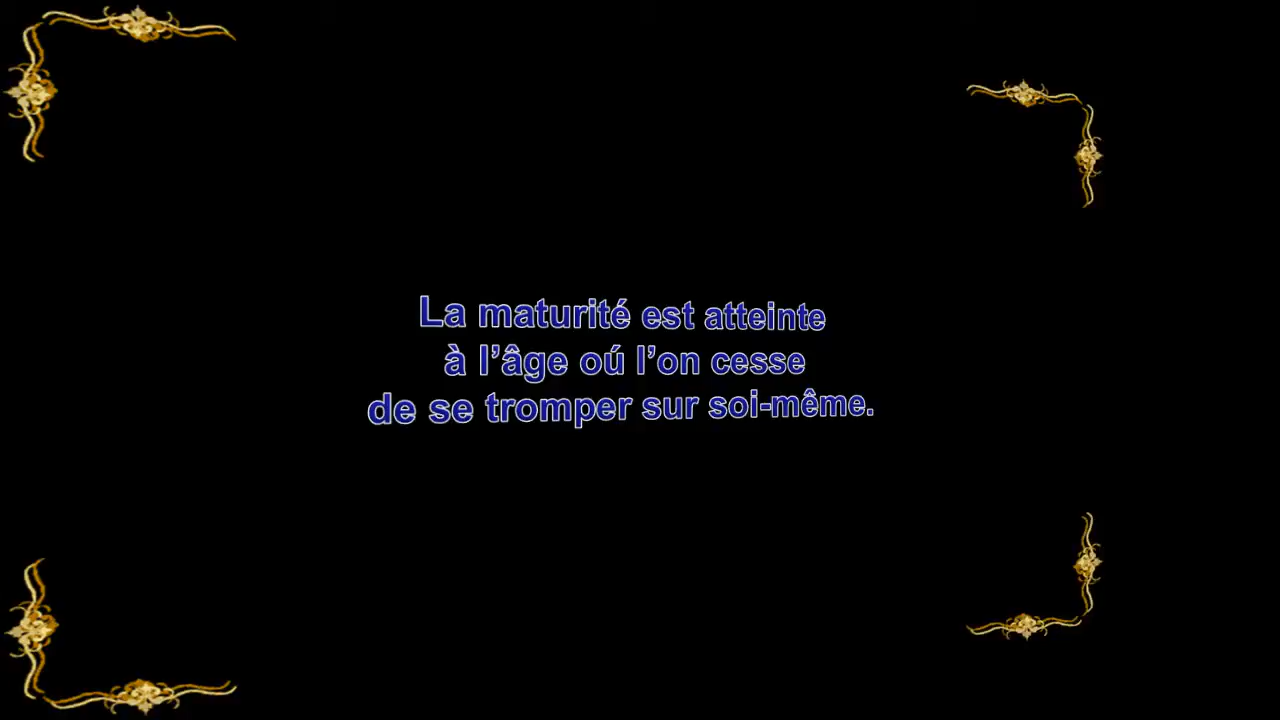 La maturité est atteinte
à l’âge oú l’on cesse
de se tromper sur soi-même.